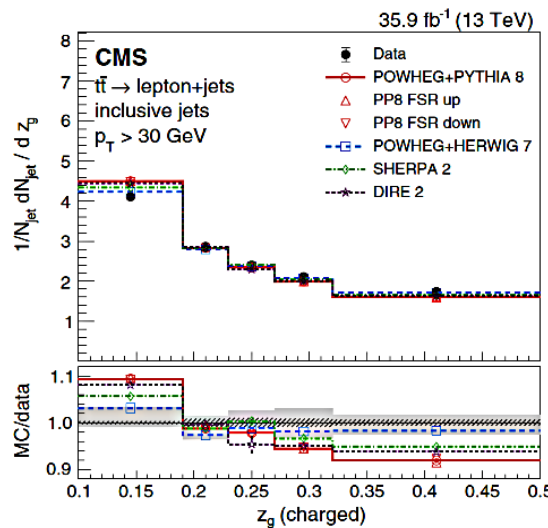 35.9 fb⁻¹ (13 TeV)
CMS
tt̄ → lepton+jets
inclusive jets
p_T > 30 GeV
Data
POWHEG+PYTHIA 8
PP8 FSR up
PP8 FSR down
POWHEG+HERWIG 7
SHERPA 2
DIRE 2
1/N_jet dN_jet / d z_g
8
7
6
5
4
3
2
1
MC/data
1.1
1.0
0.9
0.1 0.15 0.2 0.25 0.3 0.35 0.4 0.45 0.5
z_g (charged)